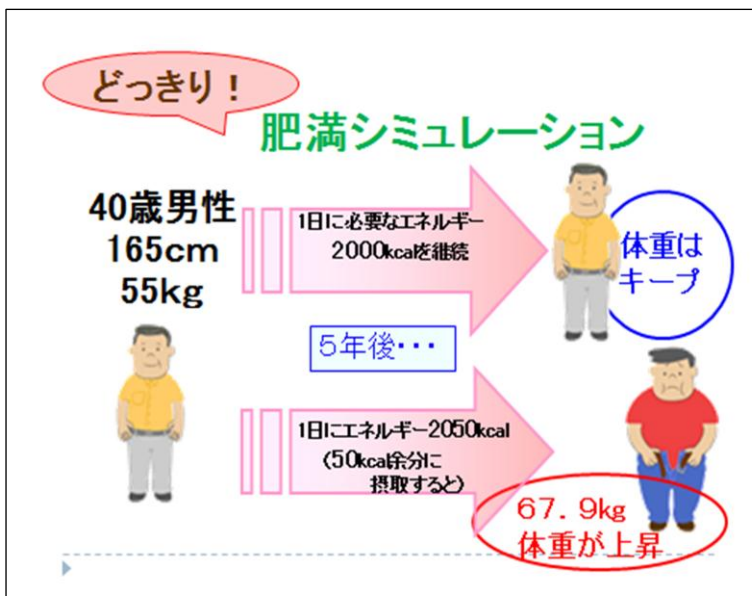 どっきり！
肥満シミュレーション
40歳男性
165cm
55kg
1日に必要なエネルギー
2000kcalを継続
体重は
キープ
5年後・・・
1日にエネルギー2050kcal
（50kcal余分に
摂取すると）
67．9kg
体重が上昇